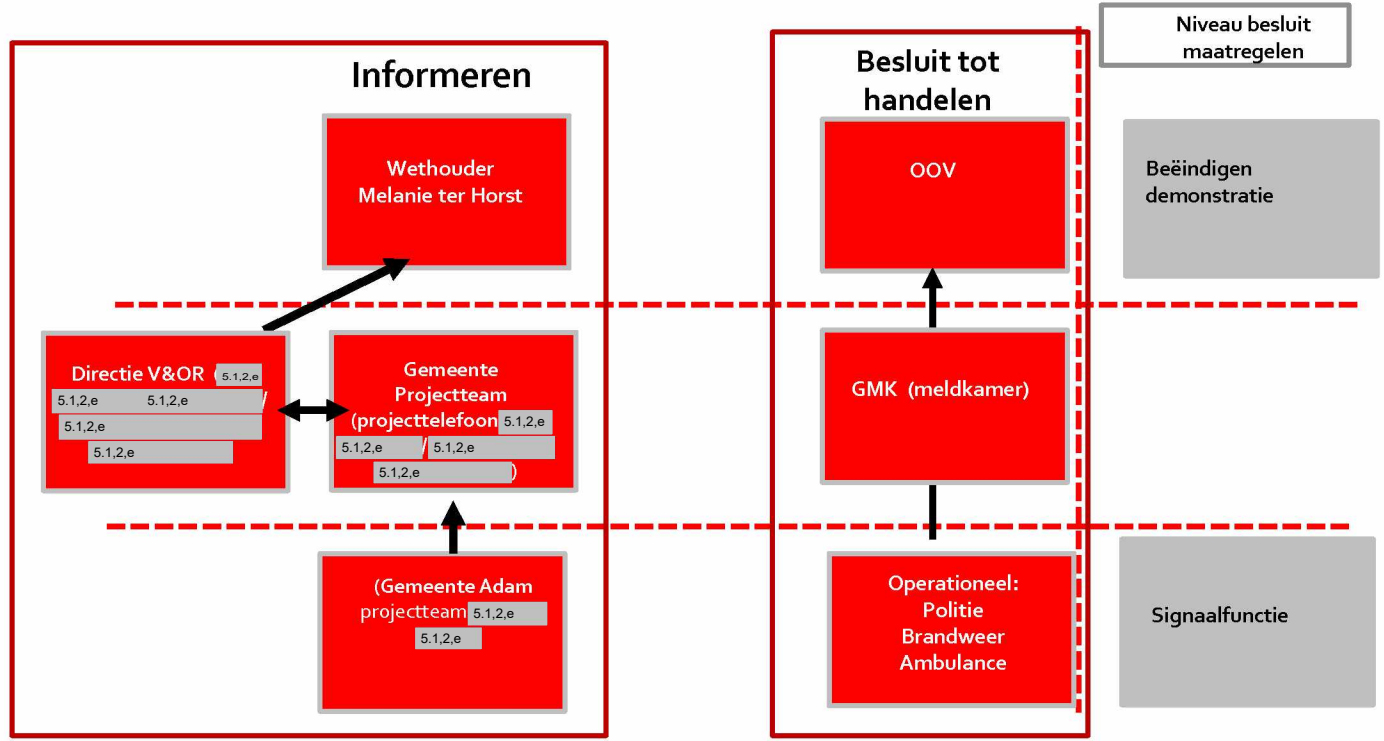 Niveau besluit
maatregelen
Informeren
Wethouder
Melanie ter Horst
Directie V&OR (5.1,2,e
5.1,2,e 5.1,2,e /
5.1,2,e
5.1,2,e
Gemeente
Projectteam
(projecttelefoon 5.1,2,e
5.1,2,e / 5.1,2,e
5.1,2,e )
(Gemeente Adam
projectteam 5.1,2,e
5.1,2,e
Besluit tot
handelen
OOV
GMK (meldkamer)
Operationeel:
Politie
Brandweer
Ambulance
Beëindigen
demonstratie
Signaalfunctie